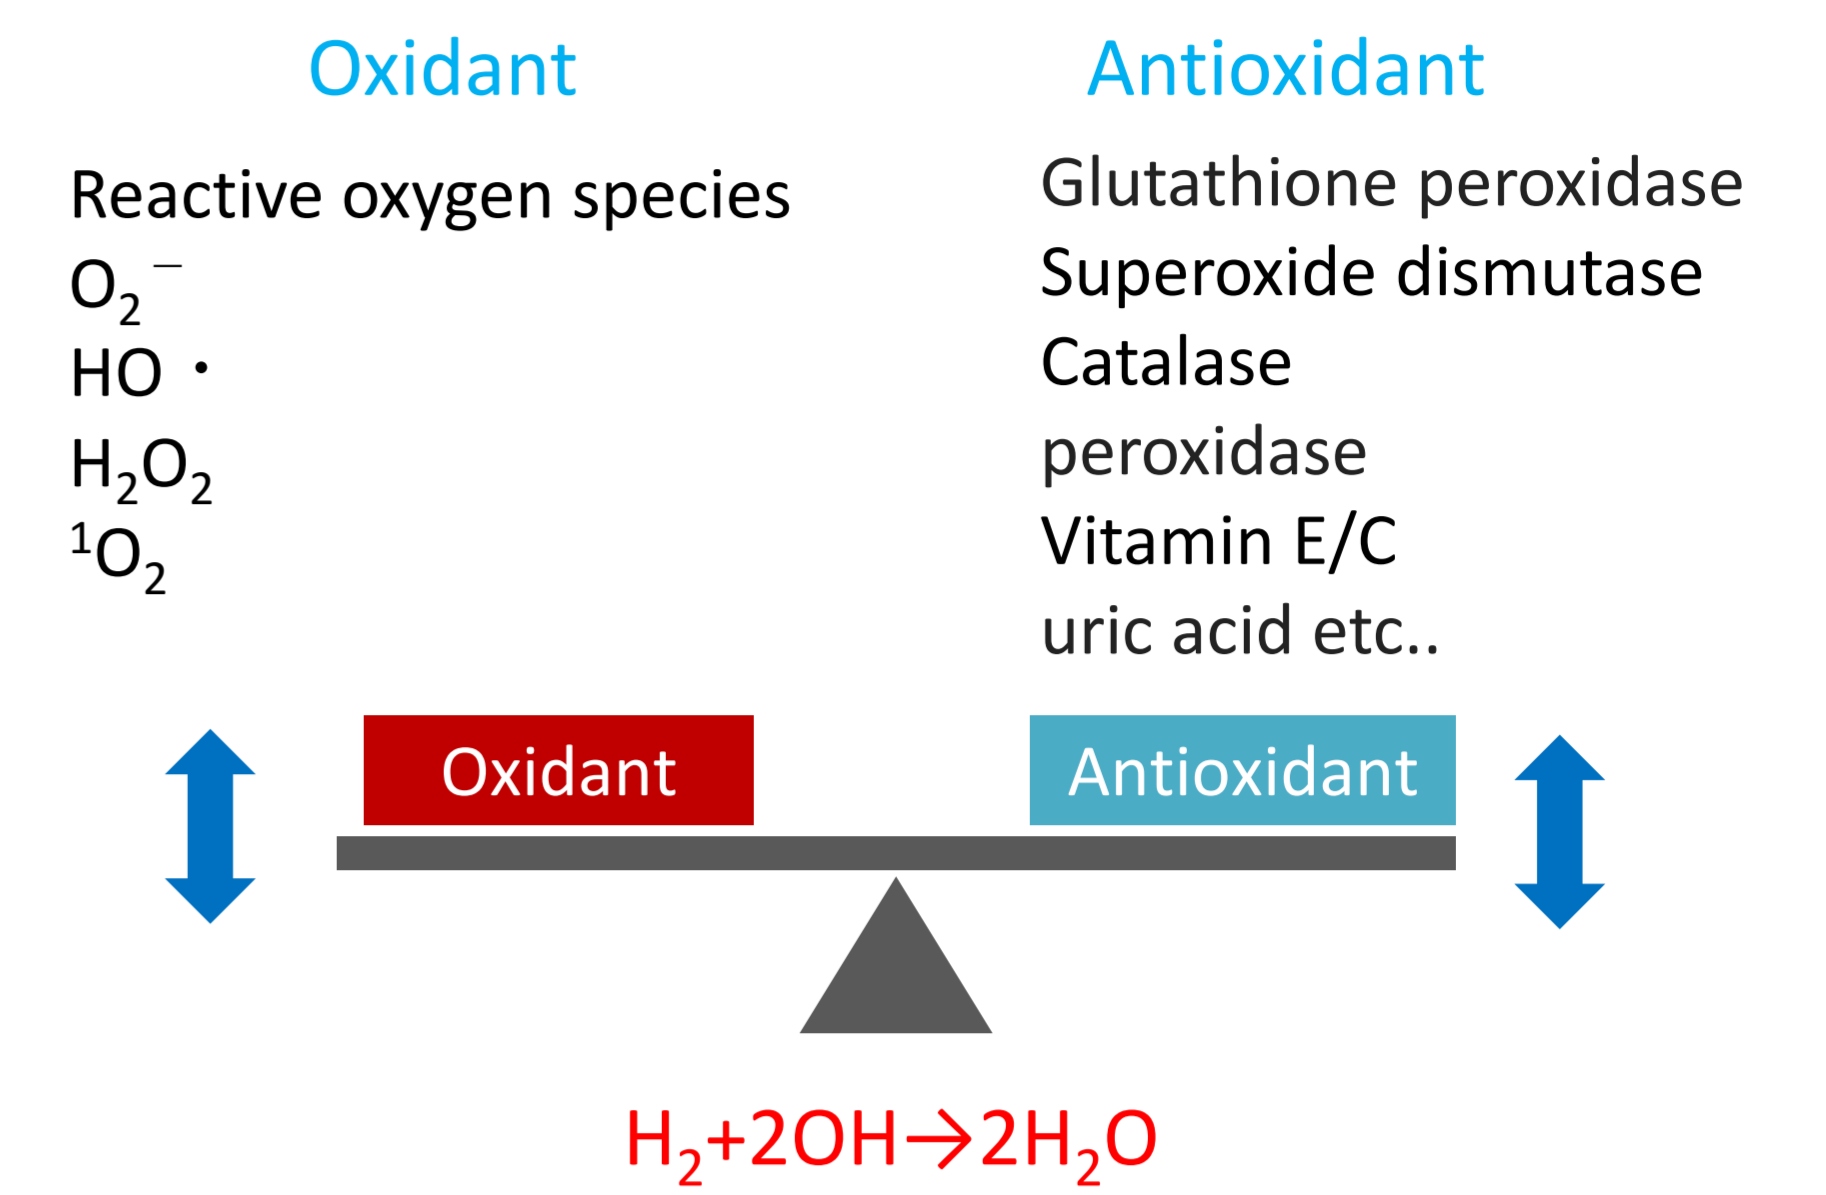 Oxidant
Reactive oxygen species
O₂⁻
HO・
H₂O₂
¹O₂
Antioxidant
Glutathione peroxidase
Superoxide dismutase
Catalase
peroxidase
Vitamin E/C
uric acid etc..
Oxidant
Antioxidant
H₂+2OH→2H₂O